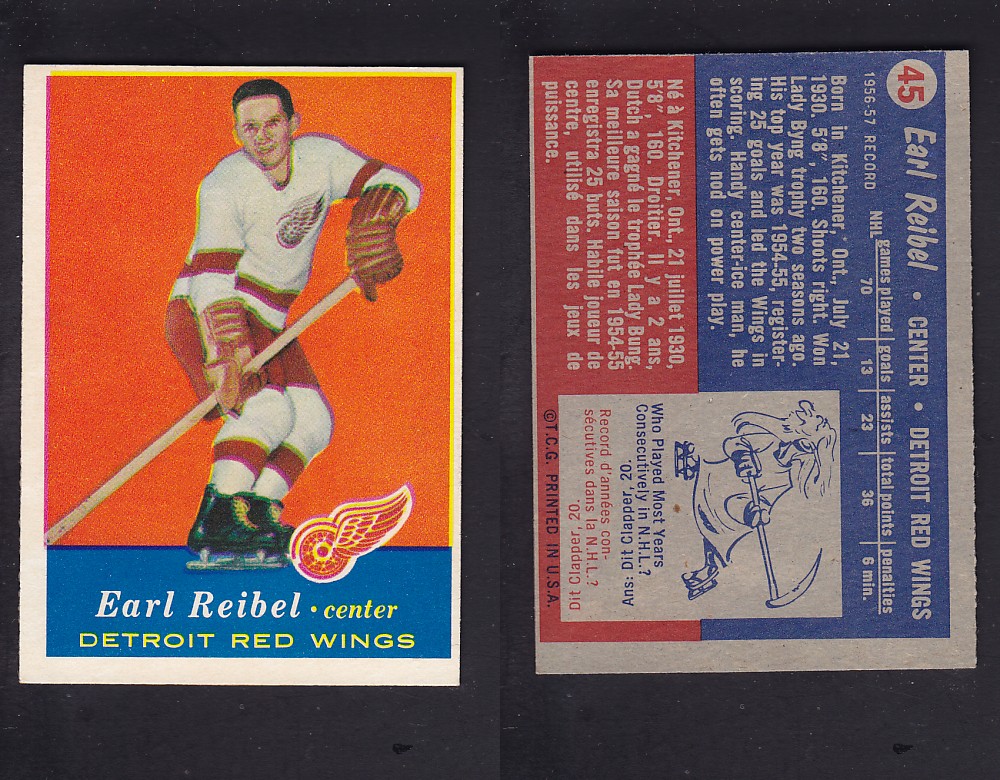 Earl Reibel • center
DETROIT RED WINGS
45 Earl Reibel • CENTER • DETROIT RED WINGS
1956-57 RECORD
games played goals assists total points penalties
NHL 70 13 23 36 6 min.
Born in Kitchener, Ont., July 21,
1930. 5'8", 160. Shoots right. Won
Lady Byng trophy two seasons ago.
His top year was 1954-55, register-
ing 25 goals and led the Wings in
scoring. Handy center-ice man, he
often gets nod on power play.
Né à Kitchener, Ont., 21 juillet 1930,
5'8", 160. Droitier. Il y a 2 ans,
Dutch a gagné le trophée Lady Bung.
Sa meilleure saison fut en 1954-55
enregistra 25 buts. Habile joueur de
centre, utilisé dans les jeux de
puissance.
Who Played Most Years
Consecutively in N.H.L.?
Ans: Dit Clapper, 20.
Record d'années con-
sécutives dans la N.H.L.?
Dit Cladder, 20.
©T.C.G. PRINTED IN U.S.A.